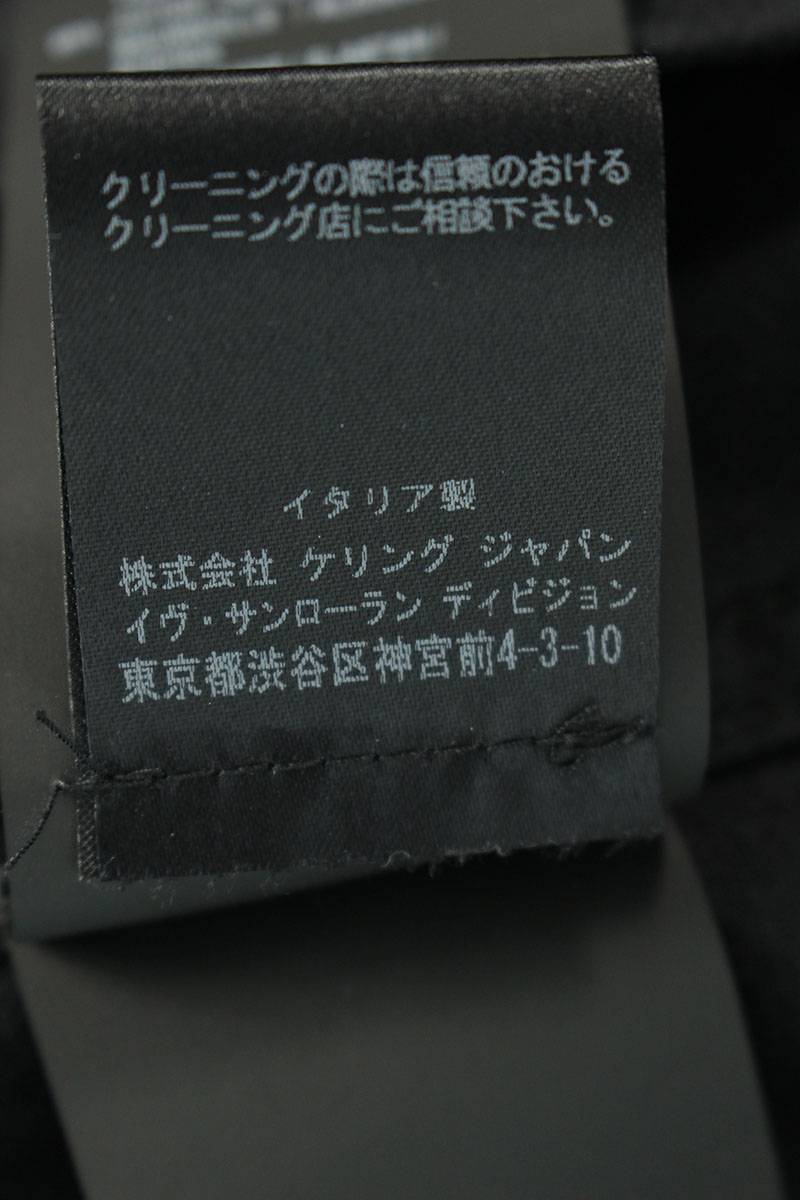 クリーニングの際は信頼のおける
クリーニング店にご相談下さい。
イタリア製
株式会社 ケリング ジャパン
イヴ・サンローラン ディビジョン
東京都渋谷区神宮前4-3-10